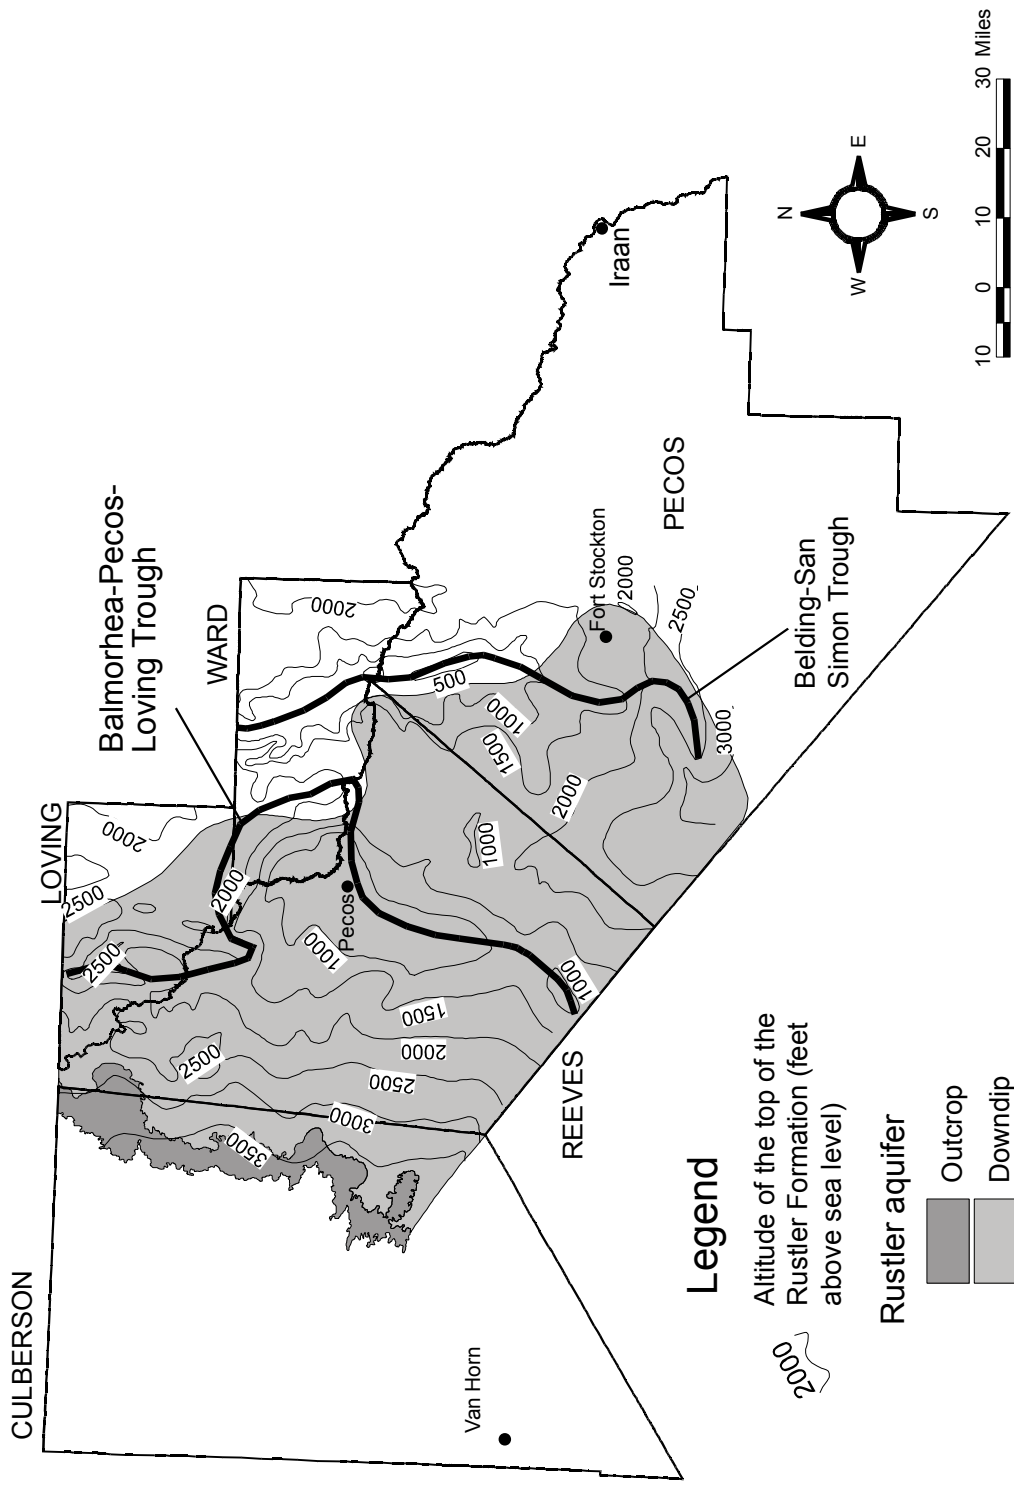 CULBERSON
LOVING
WARD
Balmorhea-Pecos-
Loving Trough
2500
2000
2500
2000
2000
2500
3500
3000
2500
2000
1500
1000
Pecos
1000
1000
500
1000
1500
2000
Fort Stockton
2000
2500
3000
PECOS
Iraan
Belding-San
Simon Trough
REEVES
Van Horn
N
W
E
S
10 0 10 20 30 Miles
Legend
2000
Altitude of the top of the
Rustler Formation (feet
above sea level)
Rustler aquifer
Outcrop
Downdip